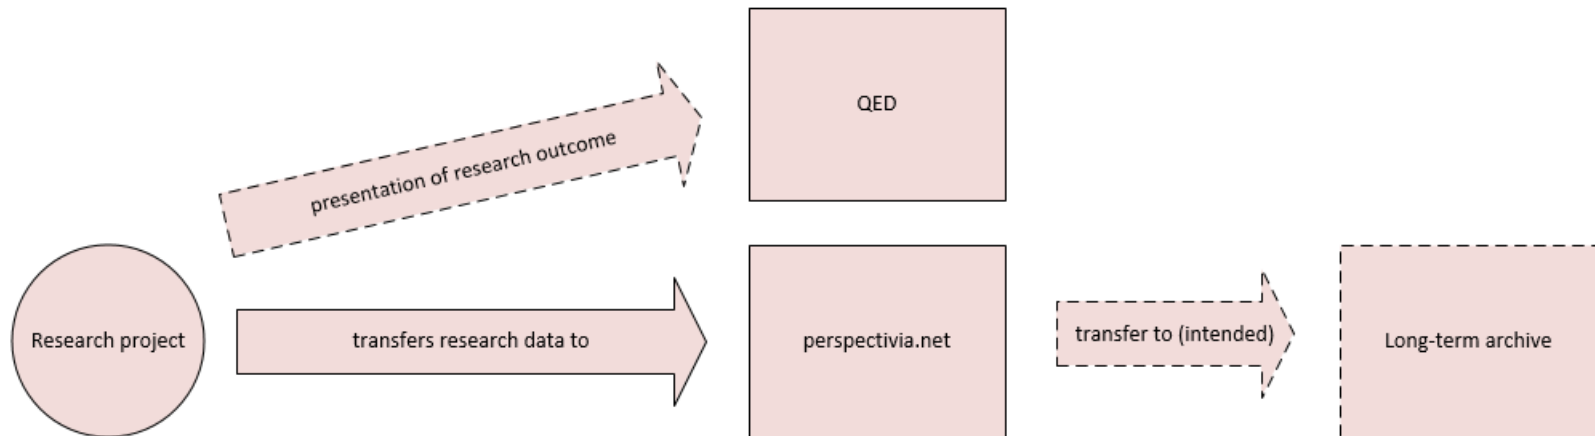 QED
presentation of research outcome
Research project
transfers research data to
perspectivia.net
transfer to (intended)
Long-term archive